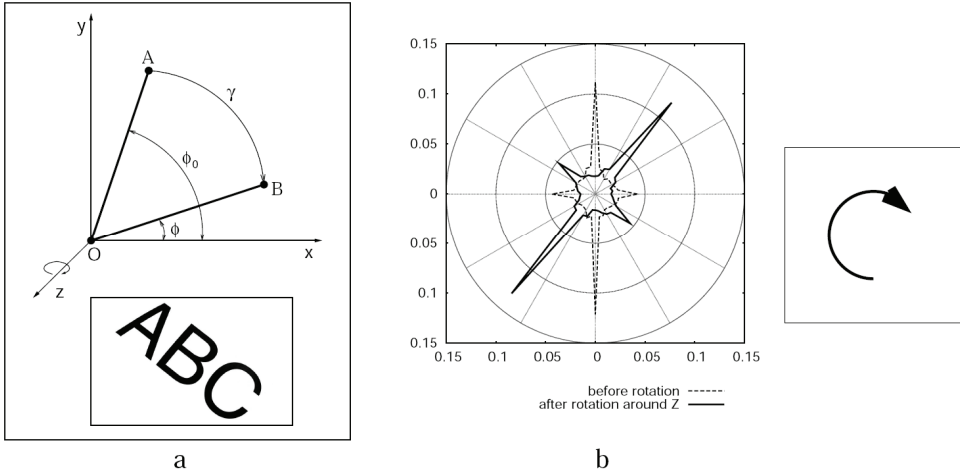 y
A
γ
ϕ₀
B
ϕ
O
x
z
ABC
a
0.15
0.1
0.05
0
0.05
0.1
0.15
0.15 0.1 0.05 0 0.05 0.1 0.15
before rotation
after rotation around Z
b